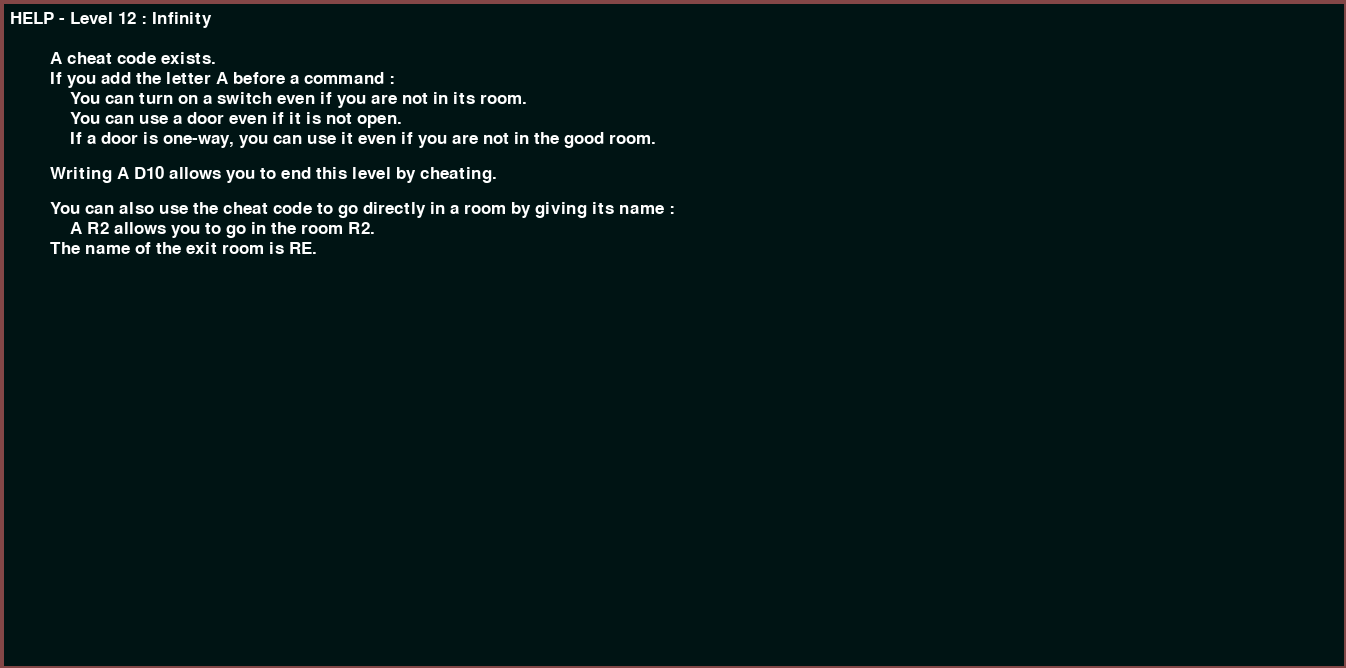 HELP - Level 12 : Infinity
A cheat code exists.
If you add the letter A before a command :
You can turn on a switch even if you are not in its room.
You can use a door even if it is not open.
If a door is one-way, you can use it even if you are not in the good room.
Writing A D10 allows you to end this level by cheating.
You can also use the cheat code to go directly in a room by giving its name :
A R2 allows you to go in the room R2.
The name of the exit room is RE.